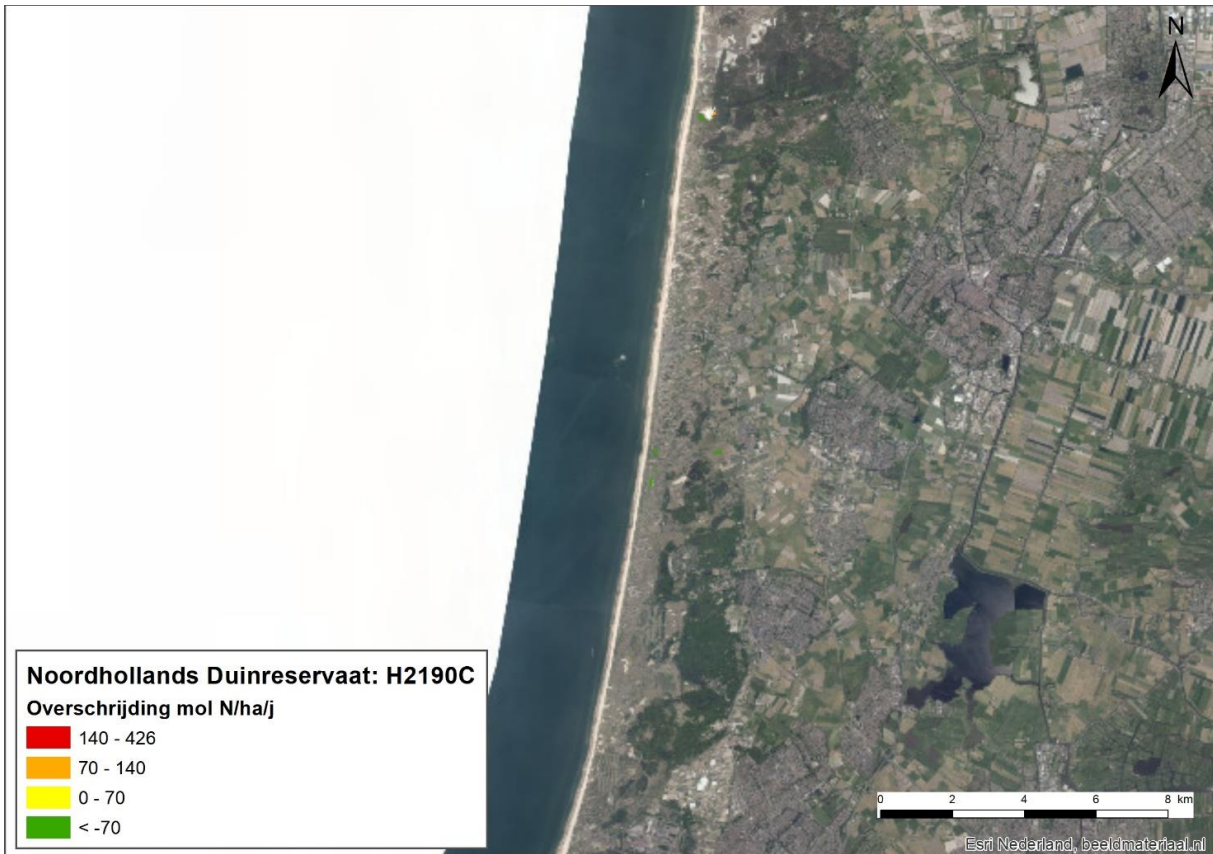 N
Noordhollands Duinreservaat: H2190C
Overschrijding mol N/ha/j
140 - 426
70 - 140
0 - 70
< -70
0 2 4 6 8 km
Esri Nederland, beeldmateriaal.nl